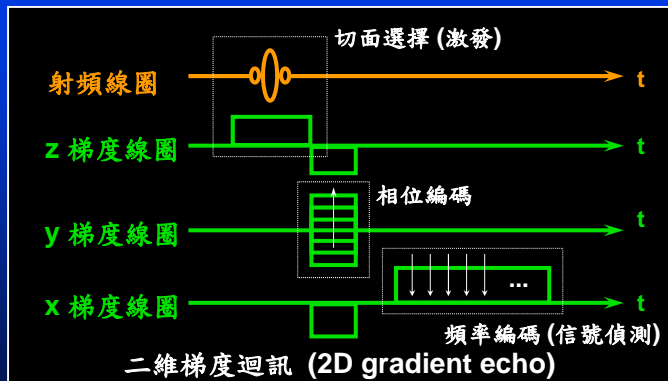 切面選擇 (激發)
射頻線圈
t
z 梯度線圈
t
相位編碼
y 梯度線圈
t
...
x 梯度線圈
t
頻率編碼 (信號偵測)
二維梯度迴訊 (2D gradient echo)